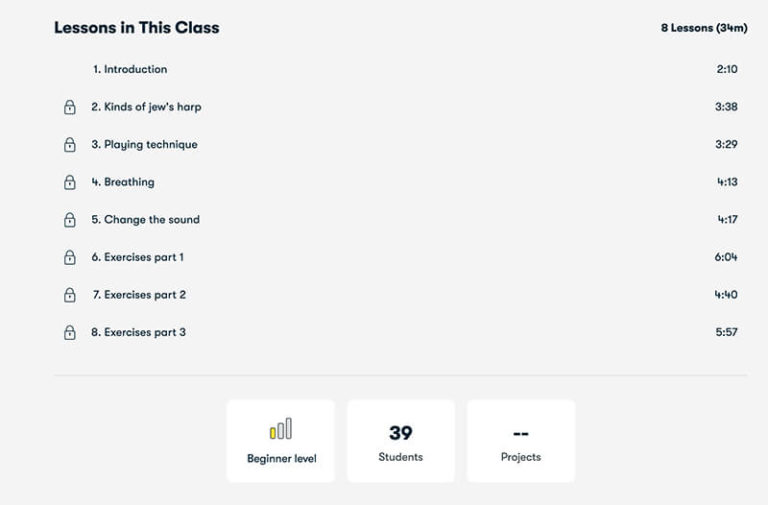 Lessons in This Class 8 Lessons (34m)
1. Introduction 2:10
2. Kinds of jew's harp 3:38
3. Playing technique 3:29
4. Breathing 4:13
5. Change the sound 4:17
6. Exercises part 1 6:04
7. Exercises part 2 4:40
8. Exercises part 3 5:57
Beginner level
39
Students
--
Projects